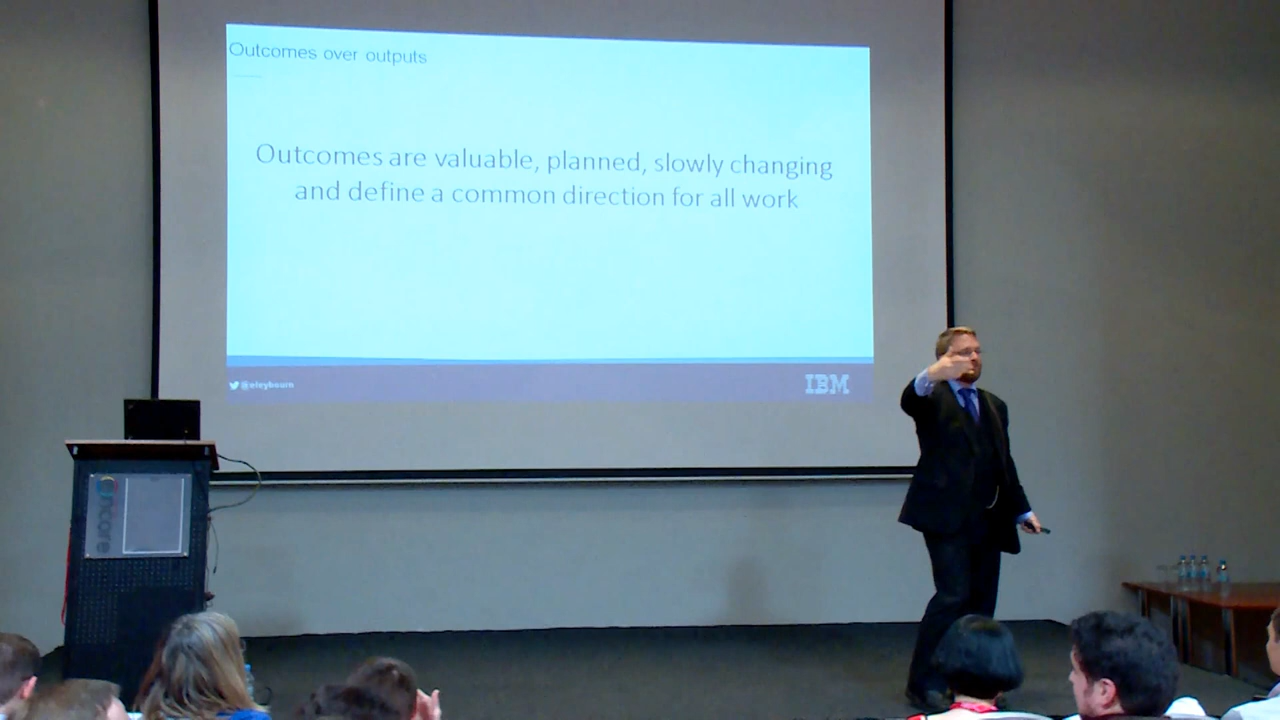 Outcomes over outputs
Outcomes are valuable, planned, slowly changing
and define a common direction for all work
@eleybourn
IBM